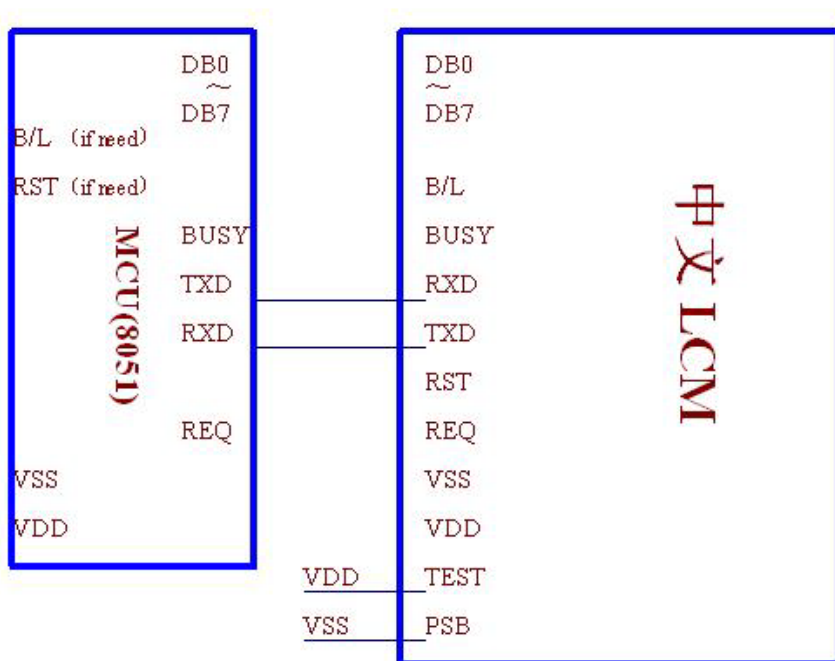 DB0
~
DB7
B/L (if need)
RST (if need)
BUSY
TXD
RXD
REQ
VSS
VDD
MCU(8051)
DB0
~
DB7
B/L
BUSY
RXD
TXD
RST
REQ
VSS
VDD
VDD TEST
VSS PSB
中文 LCM